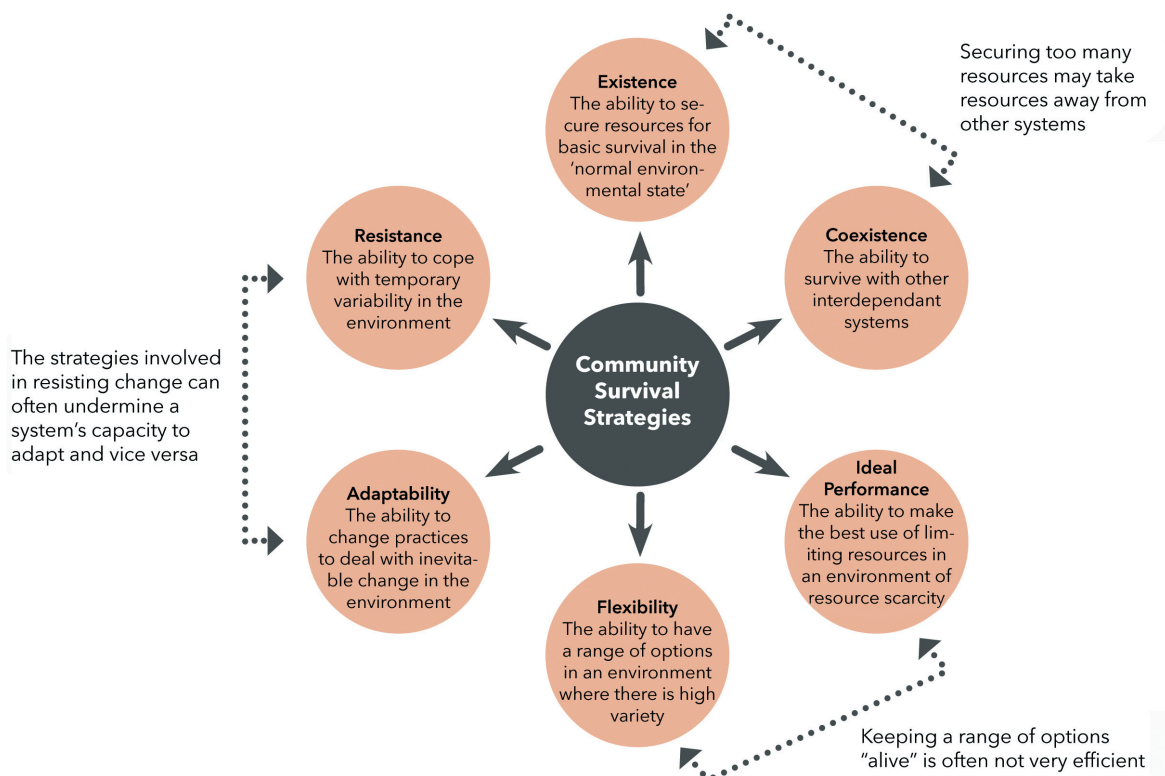 Existence
The ability to se-
cure resources for
basic survival in the
‘normal environ-
mental state’
Securing too many
resources may take
resources away from
other systems
Resistance
The ability to cope
with temporary
variability in the
environment
Coexistence
The ability to
survive with other
interdependant
systems
Community
Survival
Strategies
The strategies involved
in resisting change can
often undermine a
system’s capacity to
adapt and vice versa
Adaptability
The ability to
change practices
to deal with inevita-
ble change in the
environment
Ideal
Performance
The ability to make
the best use of lim-
iting resources in
an environment of
resource scarcity
Flexibility
The ability to have
a range of options
in an environment
where there is high
variety
Keeping a range of options
“alive” is often not very efficient